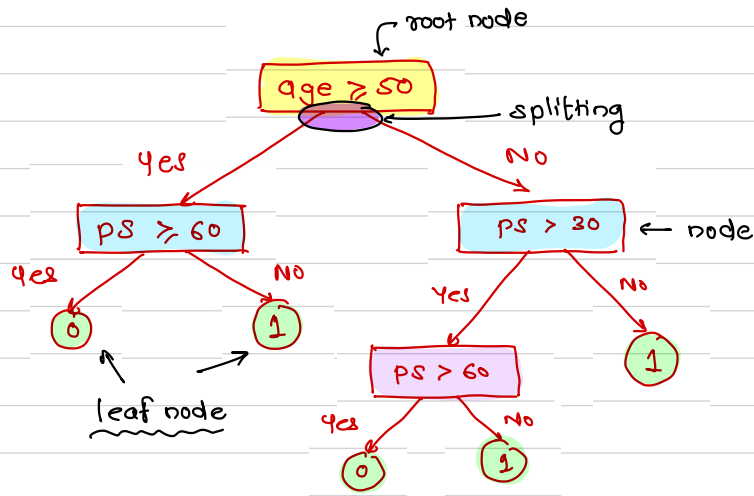 root node
age ⩾ 50
splitting
Yes
NO
PS ⩾ 60
PS > 30
node
Yes
NO
Yes
No
0
1
1
leaf node
PS > 60
Yes
No
0
1